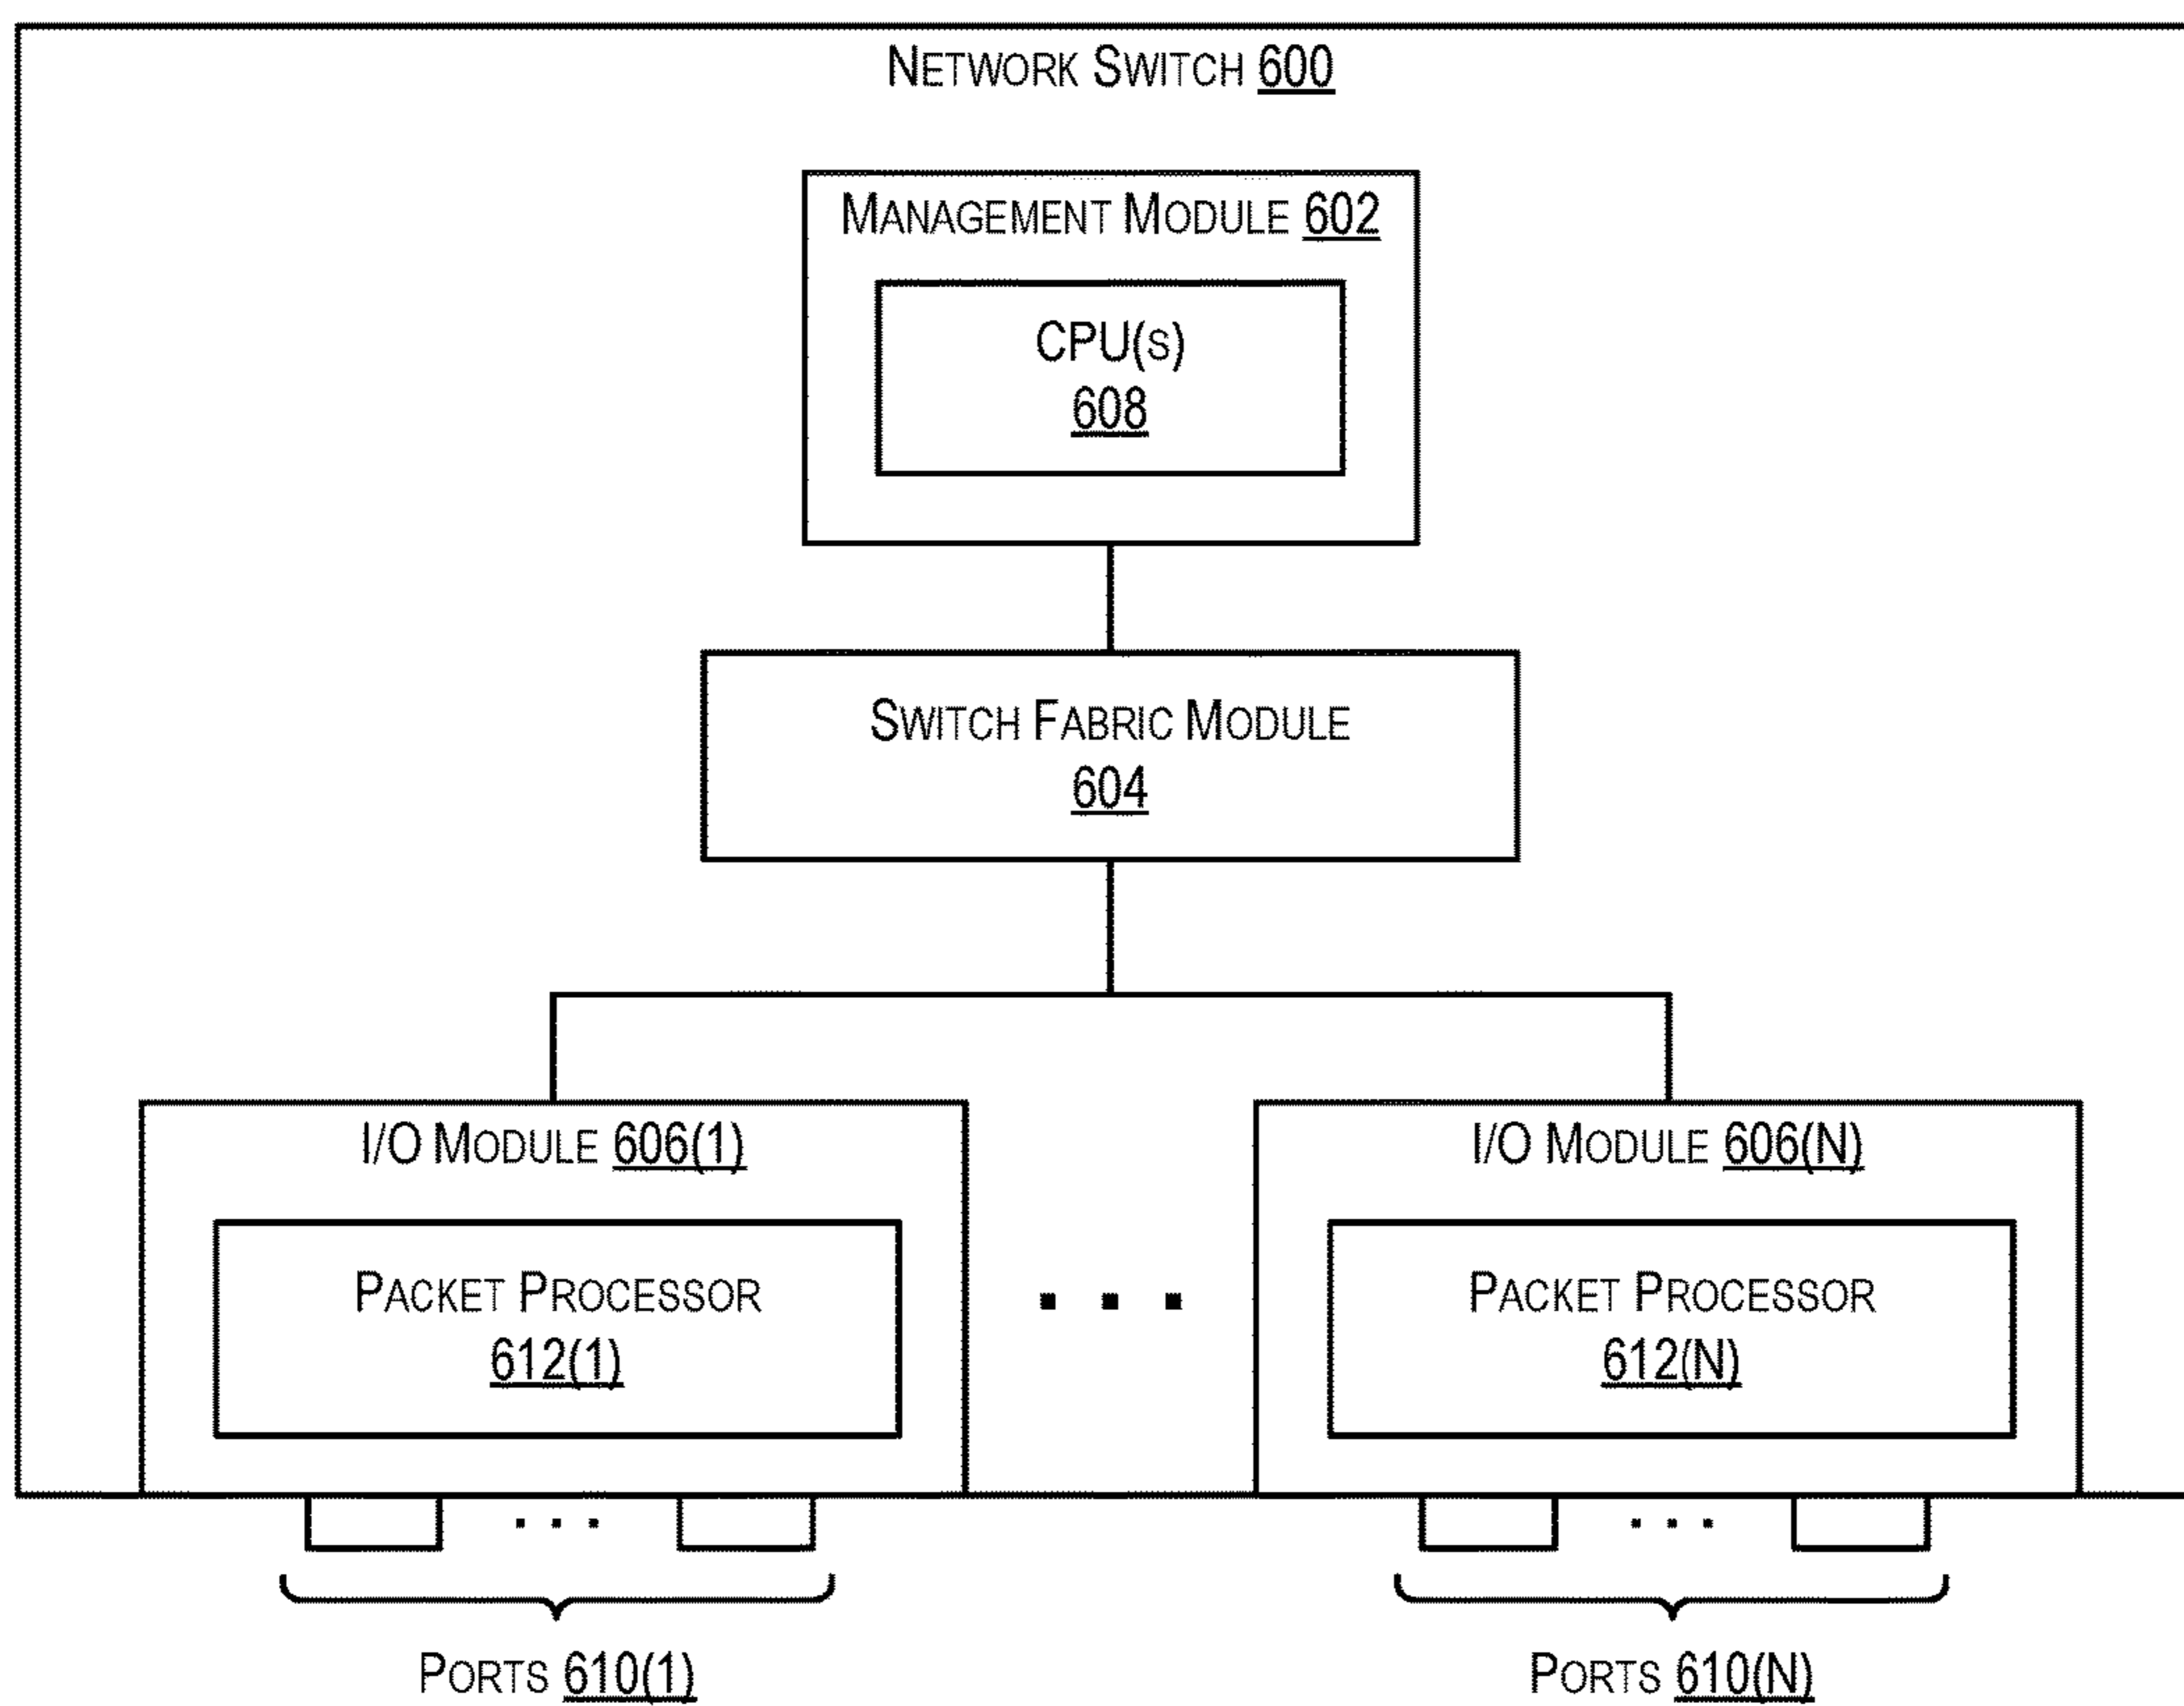 NETWORK SWITCH 600
MANAGEMENT MODULE 602
CPU(S)
608
SWITCH FABRIC MODULE
604
I/O MODULE 606(1)
I/O MODULE 606(N)
PACKET PROCESSOR
612(1)
. . .
PACKET PROCESSOR
612(N)
. . .
. . .
PORTS 610(1)
PORTS 610(N)